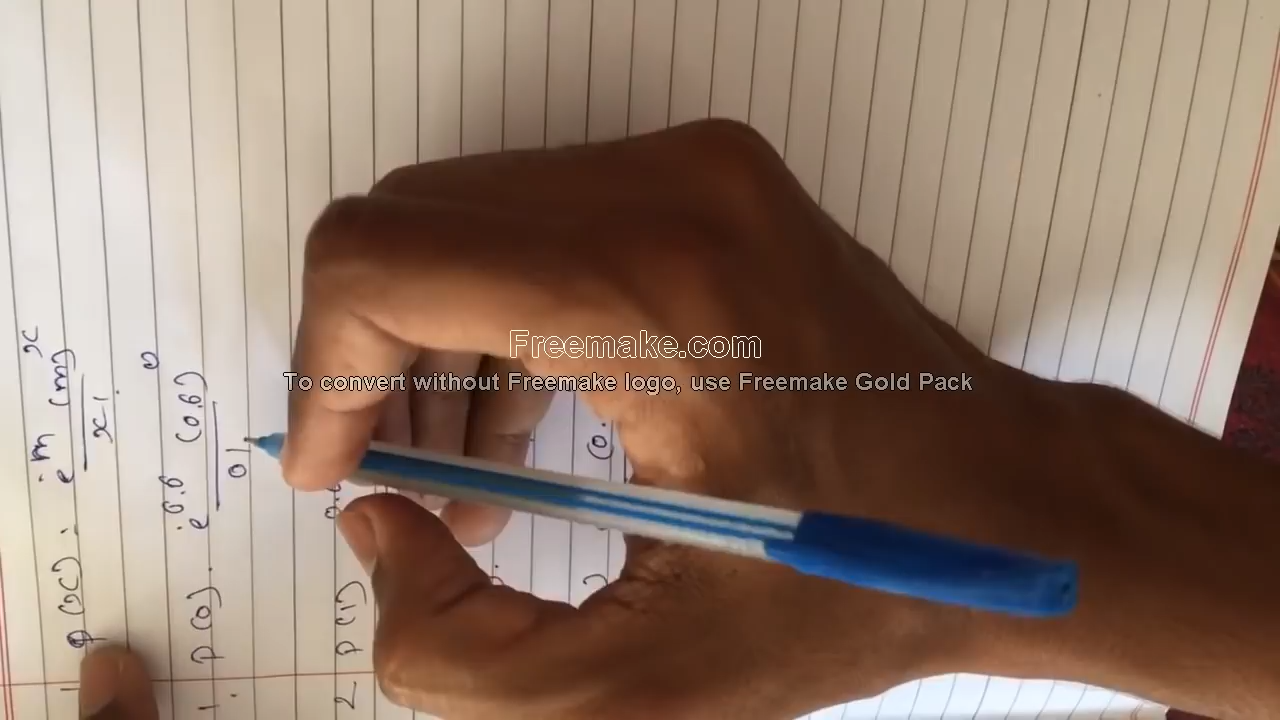 p(x) = e^-m (m)^x / x!
1. p(0) = e^-0.6 (0.6)^0 / 0!
2 p(1)
(0.
Freemake.com
To convert without Freemake logo, use Freemake Gold Pack